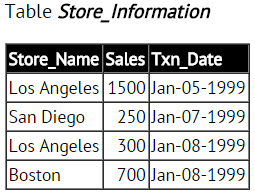 Table Store_Information
Store_Name Sales Txn_Date
Los Angeles 1500 Jan-05-1999
San Diego 250 Jan-07-1999
Los Angeles 300 Jan-08-1999
Boston 700 Jan-08-1999